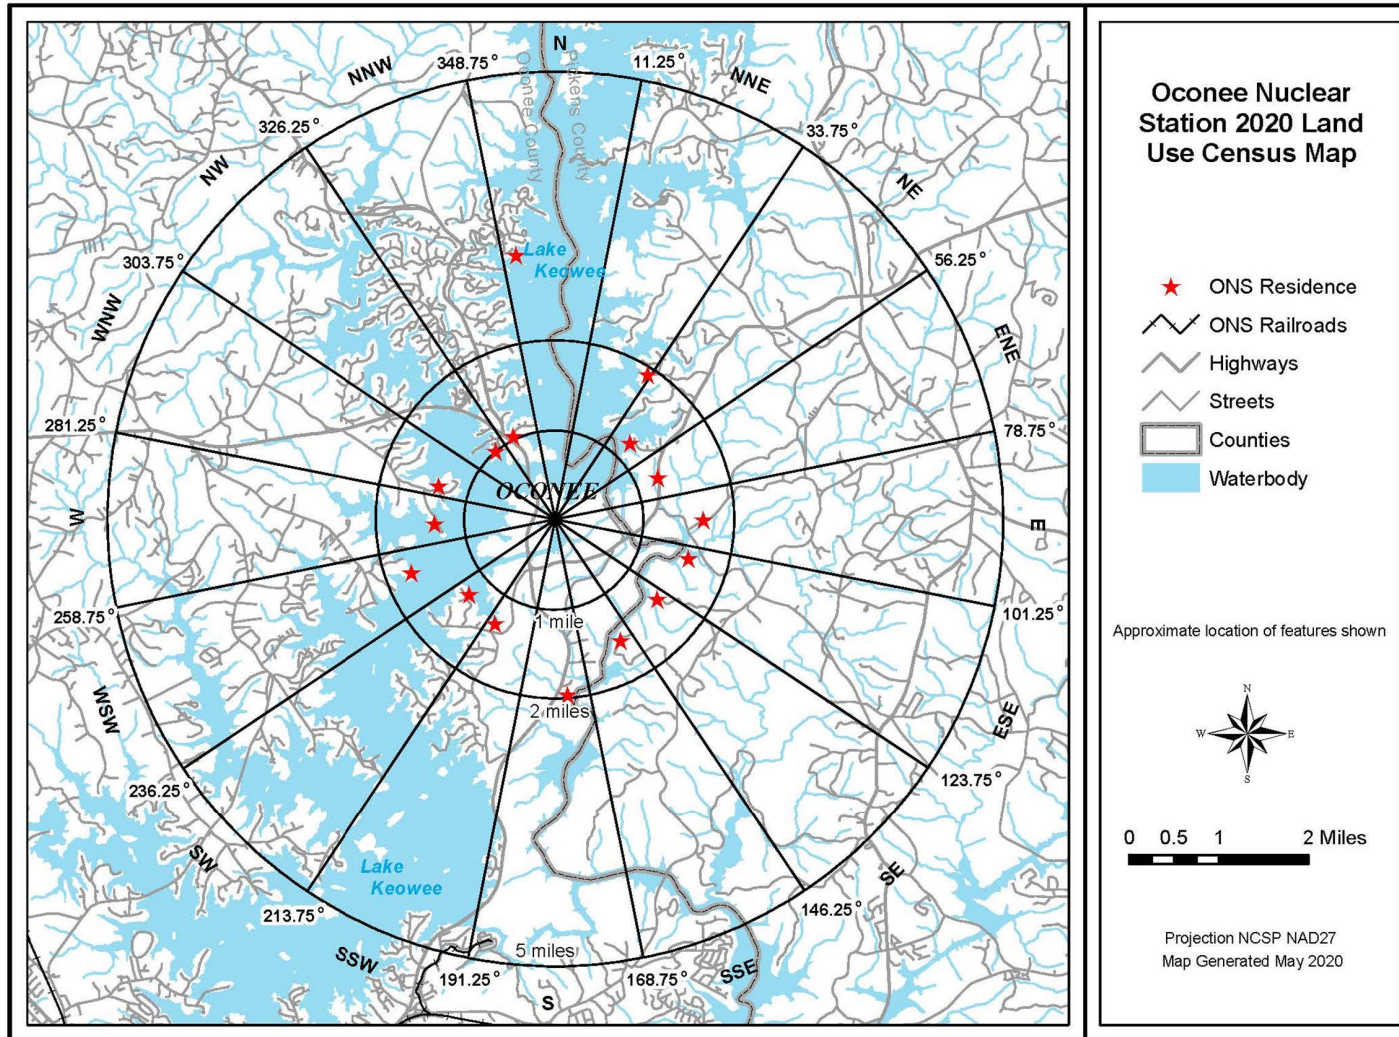 N
348.75°
11.25°
NNW
NNE
Oconee County
Pickens County
326.25°
33.75°
NW
NE
303.75°
56.25°
Lake
Keowee
WNW
ENE
281.25°
78.75°
OCONEE
W
E
258.75°
101.25°
1 mile
WSW
2 miles
ESE
236.25°
123.75°
SW
Lake
Keowee
SE
213.75°
146.25°
SSW
5 miles
SSE
191.25°
168.75°
S
Oconee Nuclear
Station 2020 Land
Use Census Map
ONS Residence
ONS Railroads
Highways
Streets
Counties
Waterbody
Approximate location of features shown
N
W E
S
0 0.5 1 2 Miles
Projection NCSP NAD27
Map Generated May 2020